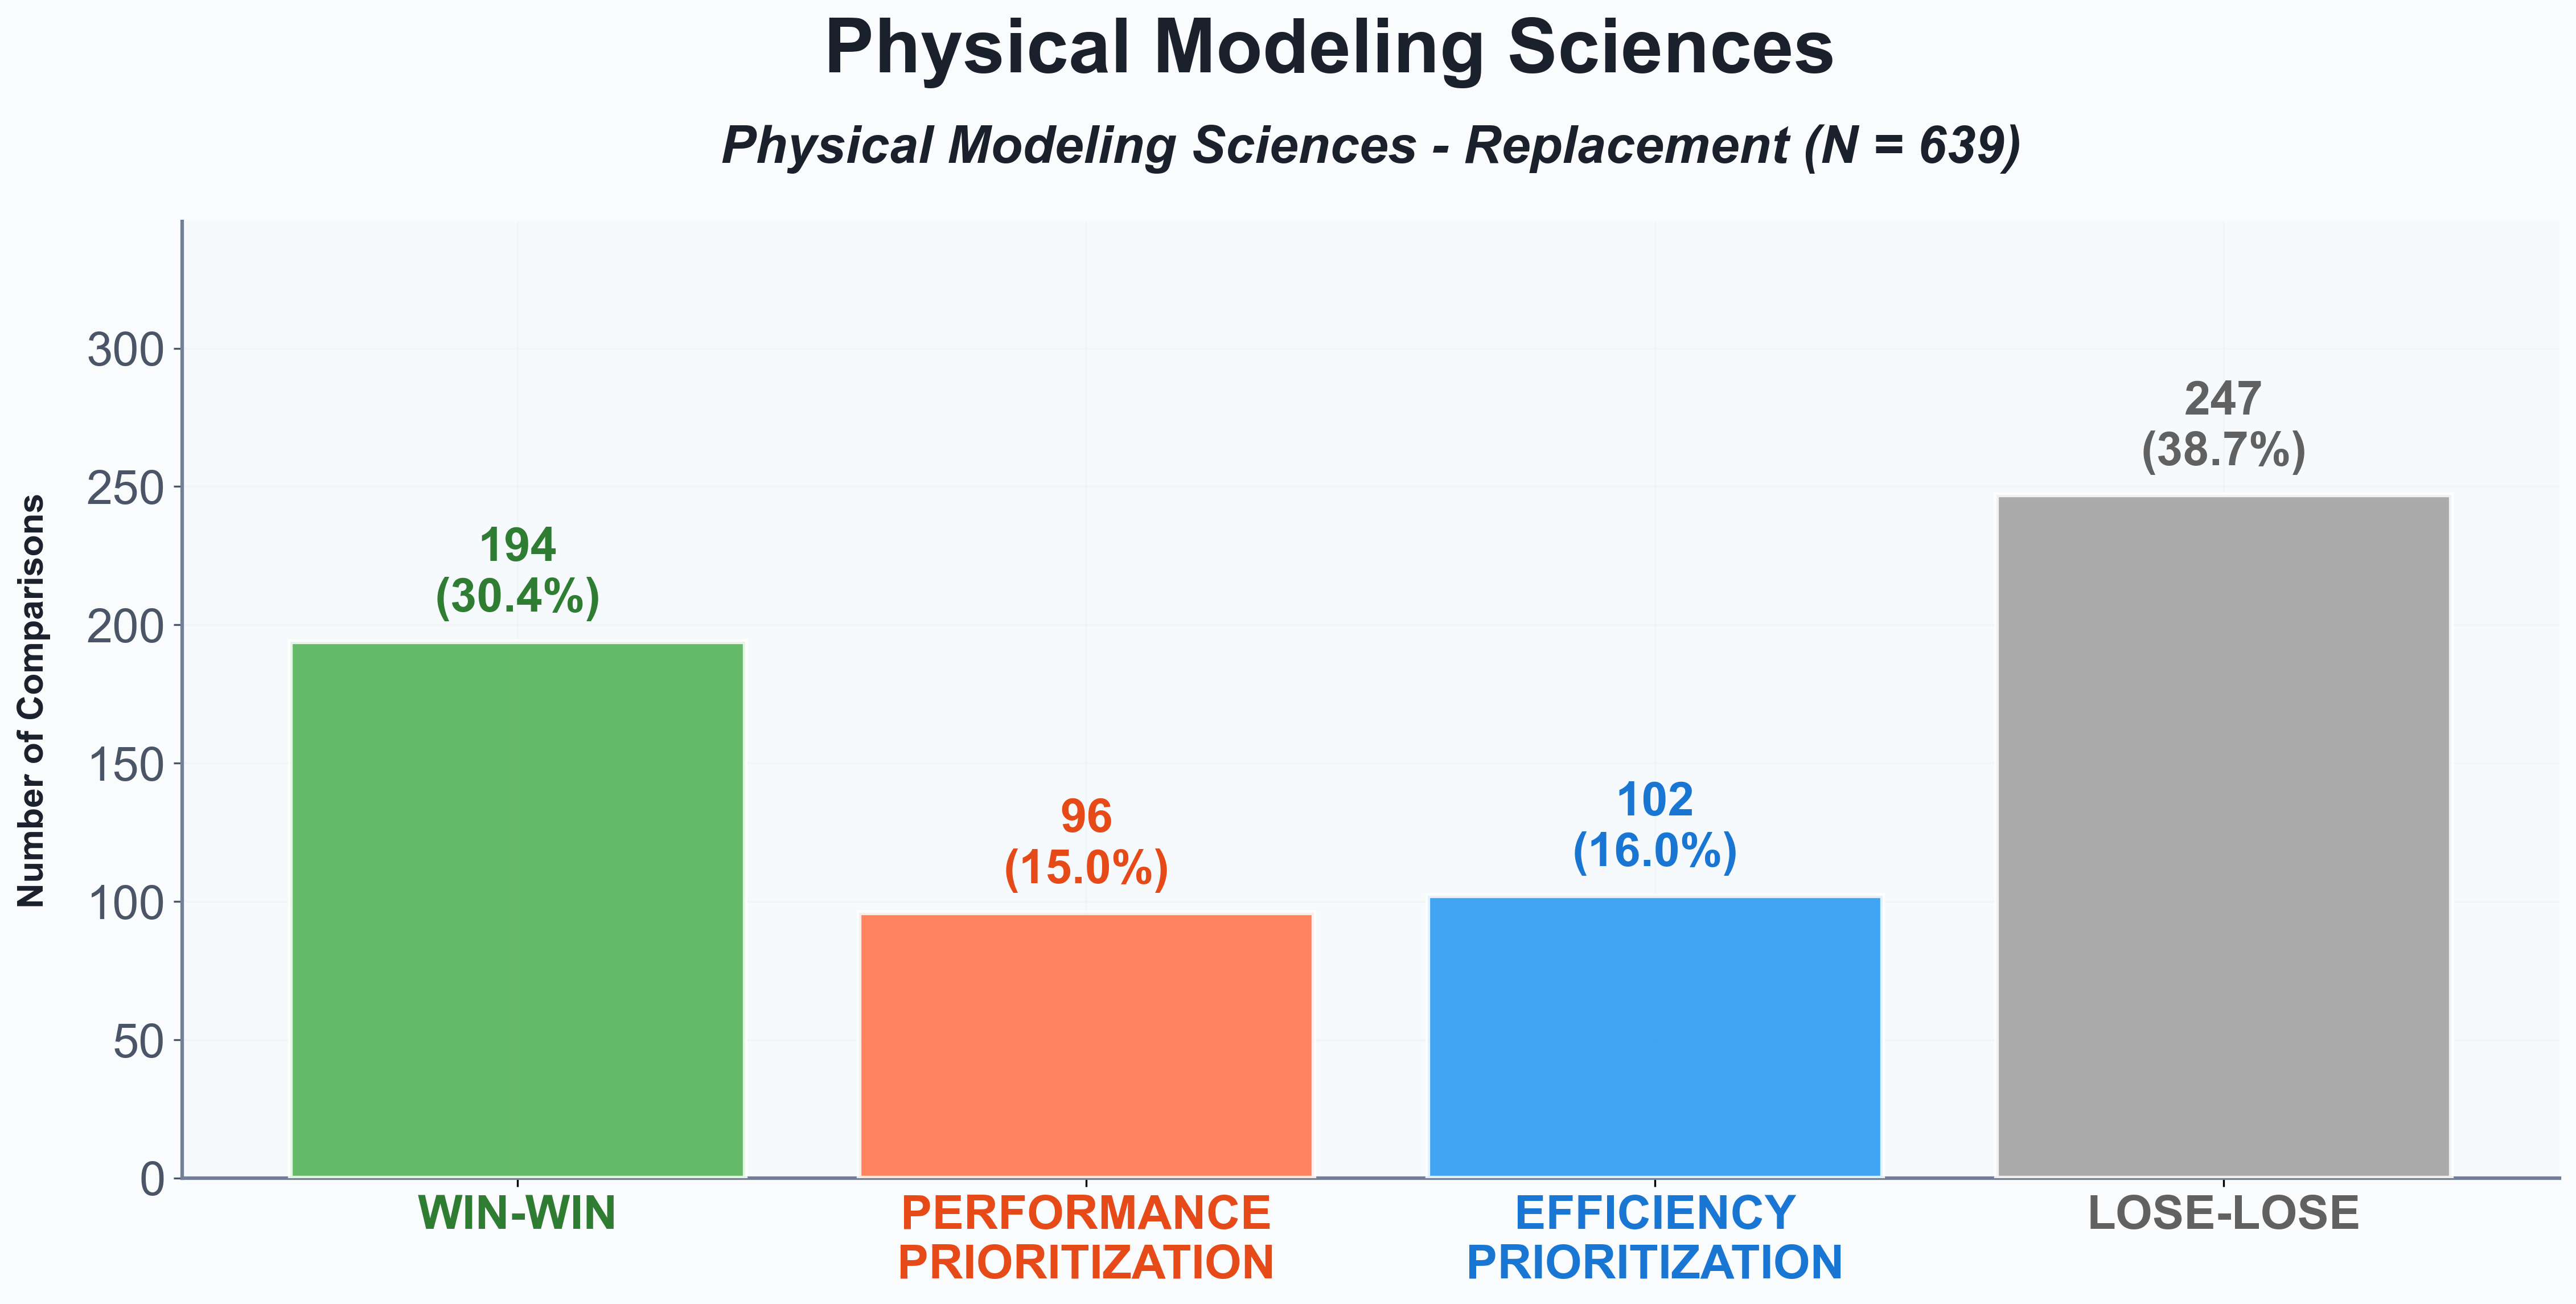 Physical Modeling Sciences
Physical Modeling Sciences - Replacement (N = 639)
Number of Comparisons
300
250
200
150
100
50
0
194
(30.4%)
96
(15.0%)
102
(16.0%)
247
(38.7%)
WIN-WIN
PERFORMANCE
PRIORITIZATION
EFFICIENCY
PRIORITIZATION
LOSE-LOSE